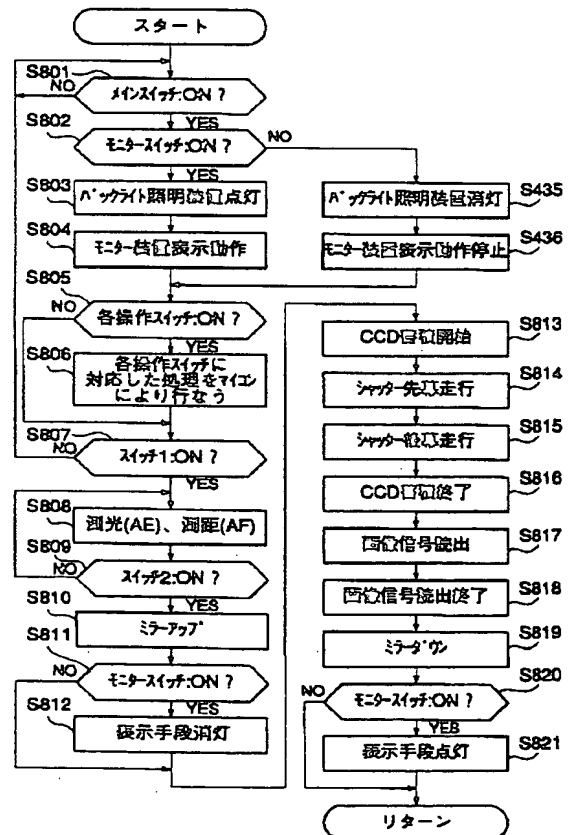 スタート
S801
NO
メインスイッチ:ON ?
S802
YES
NO
モニタースイッチ:ON ?
S803
YES
バックライト照明装置点灯
S435
バックライト照明装置消灯
S804
モニター装置表示動作
S436
モニター装置表示動作停止
S805
NO
各操作スイッチ:ON ?
S806
YES
各操作スイッチに
対応した処理をマイコン
により行なう
S807
スイッチ1:ON ?
NO
YES
S808
測光(AE)、測距(AF)
S809
NO
スイッチ2:ON ?
S810
YES
ミラーアップ
S811
NO
モニタースイッチ:ON ?
S812
YES
表示手段消灯
S813
CCD蓄積開始
S814
シャッター先幕走行
S815
シャッター後幕走行
S816
CCD蓄積終了
S817
画像信号読出
S818
画像信号読出終了
S819
ミラーダウン
S820
NO
モニタースイッチ:ON ?
YES
S821
表示手段点灯
リターン